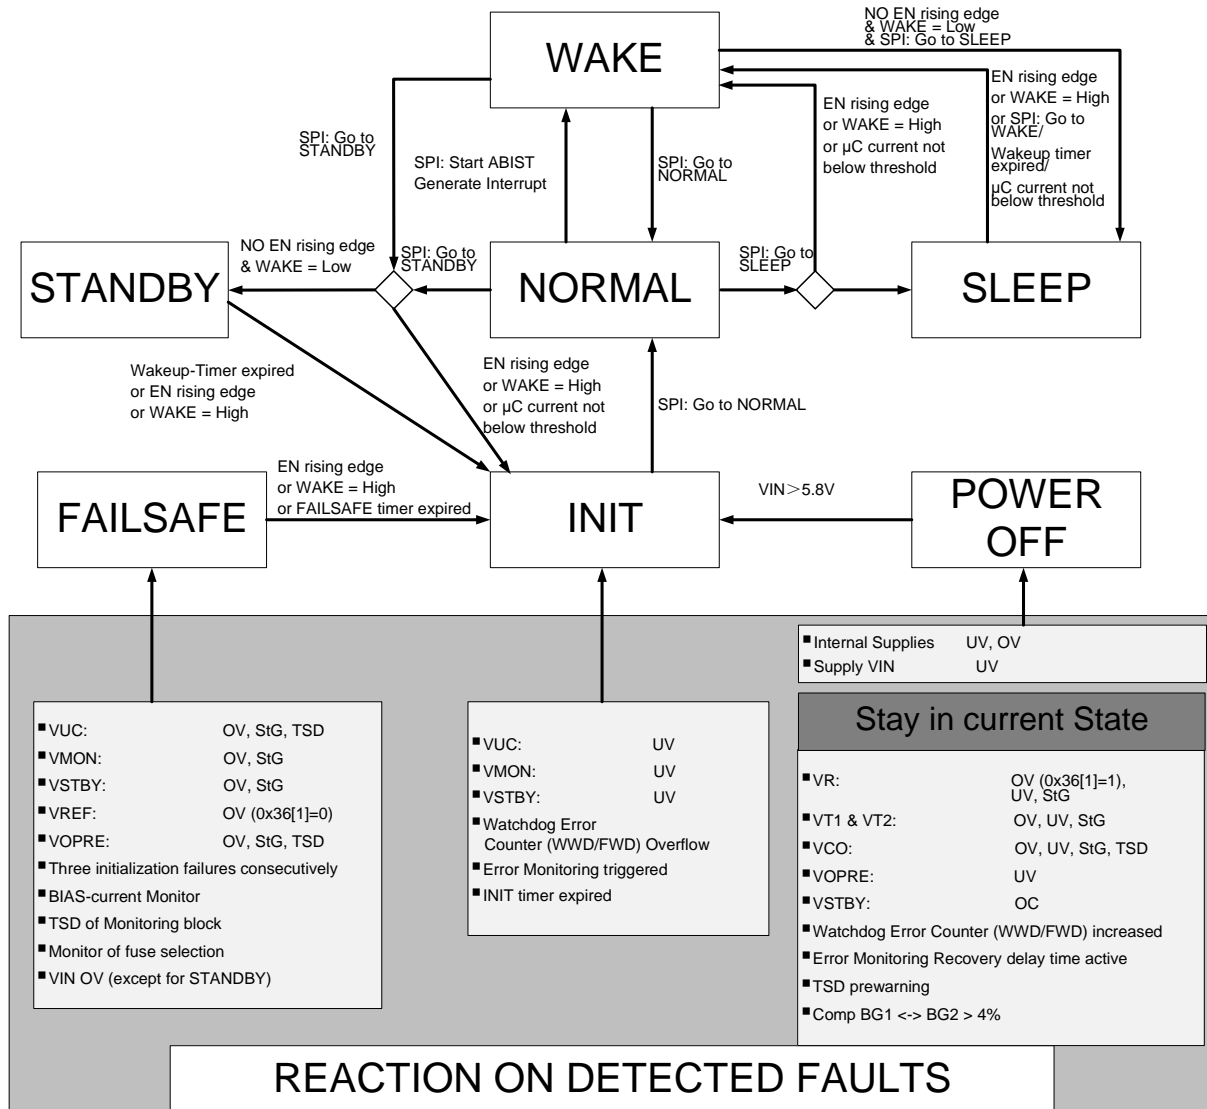 NO EN rising edge
& WAKE = Low
& SPI: Go to SLEEP
WAKE
EN rising edge
or WAKE = High
or SPI: Go to
WAKE/
Wakeup timer
expired/
µC current not
below threshold
EN rising edge
or WAKE = High
or µC current not
below threshold
SPI: Go to
STANDBY
SPI: Start ABIST
Generate Interrupt
SPI: Go to
NORMAL
NO EN rising edge
& WAKE = Low
SPI: Go to
STANDBY
SPI: Go to
SLEEP
STANDBY
NORMAL
SLEEP
Wakeup-Timer expired
or EN rising edge
or WAKE = High
EN rising edge
or WAKE = High
or µC current not
below threshold
SPI: Go to NORMAL
EN rising edge
or WAKE = High
or FAILSAFE timer expired
VIN＞5.8V
FAILSAFE
INIT
POWER
OFF
■ Internal Supplies UV, OV
■ Supply VIN UV
■ VUC: OV, StG, TSD
■ VMON: OV, StG
■ VSTBY: OV, StG
■ VREF: OV (0x36[1]=0)
■ VOPRE: OV, StG, TSD
■ Three initialization failures consecutively
■ BIAS-current Monitor
■ TSD of Monitoring block
■ Monitor of fuse selection
■ VIN OV (except for STANDBY)
■ VUC: UV
■ VMON: UV
■ VSTBY: UV
■ Watchdog Error
Counter (WWD/FWD) Overflow
■ Error Monitoring triggered
■ INIT timer expired
Stay in current State
■ VR: OV (0x36[1]=1),
UV, StG
■ VT1 & VT2: OV, UV, StG
■ VCO: OV, UV, StG, TSD
■ VOPRE: UV
■ VSTBY: OC
■ Watchdog Error Counter (WWD/FWD) increased
■ Error Monitoring Recovery delay time active
■ TSD prewarning
■ Comp BG1 <-> BG2 > 4%
REACTION ON DETECTED FAULTS